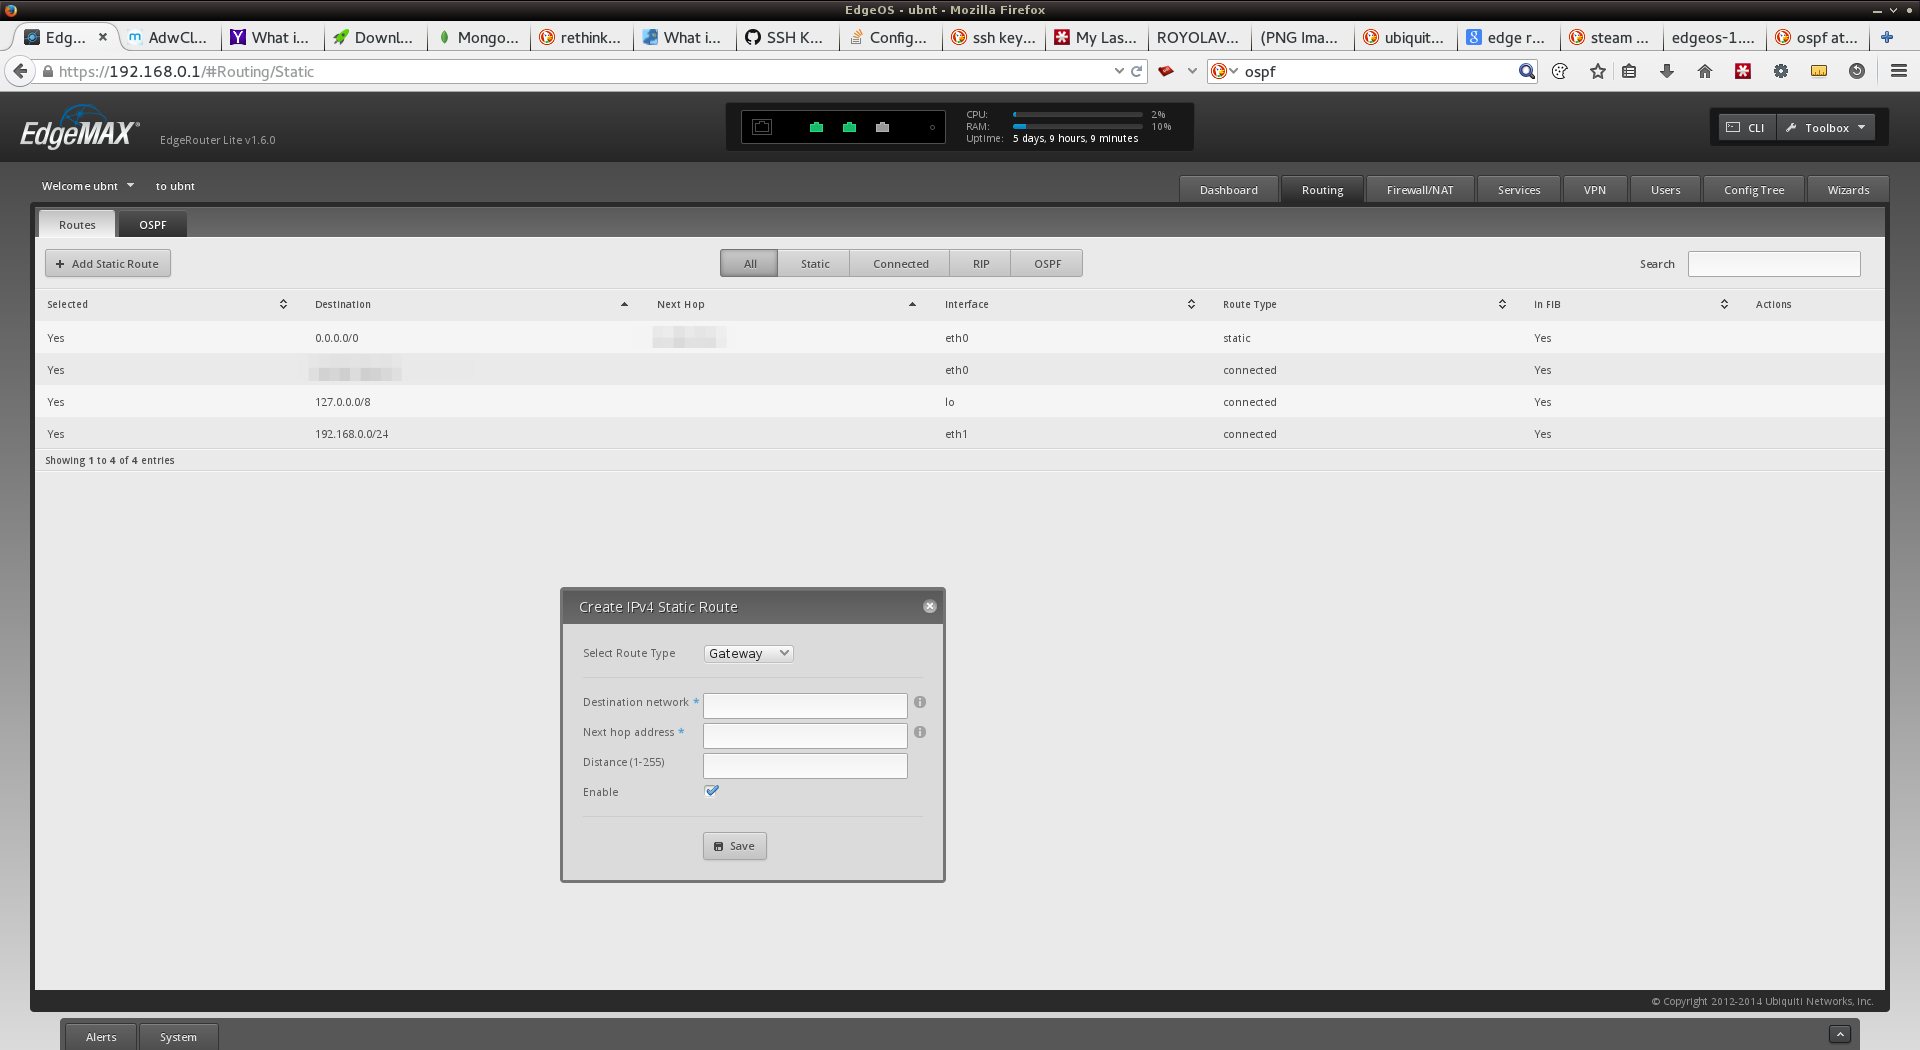 EdgeOS - ubnt - Mozilla Firefox
Edg... AdwCl... What i... Downl... Mongo... rethink... What i... SSH K... Config... ssh key... My Las... ROYOLAV... (PNG Ima... ubiquit... edge r... steam ... edgeos-1.... ospf at...
https://192.168.0.1/#Routing/Static ospf
EdgeMAX EdgeRouter Lite v1.6.0
CPU: 2%
RAM: 10%
Uptime: 5 days, 9 hours, 9 minutes
CLI Toolbox
Welcome ubnt to ubnt
Dashboard Routing Firewall/NAT Services VPN Users Config Tree Wizards
Routes OSPF
+ Add Static Route All Static Connected RIP OSPF Search
Selected Destination Next Hop Interface Route Type In FIB Actions
Yes 0.0.0.0/0 eth0 static Yes
Yes eth0 connected Yes
Yes 127.0.0.0/8 lo connected Yes
Yes 192.168.0.0/24 eth1 connected Yes
Showing 1 to 4 of 4 entries
Create IPv4 Static Route
Select Route Type Gateway
Destination network *
Next hop address *
Distance (1-255)
Enable
Save
© Copyright 2012-2014 Ubiquiti Networks, Inc.
Alerts System